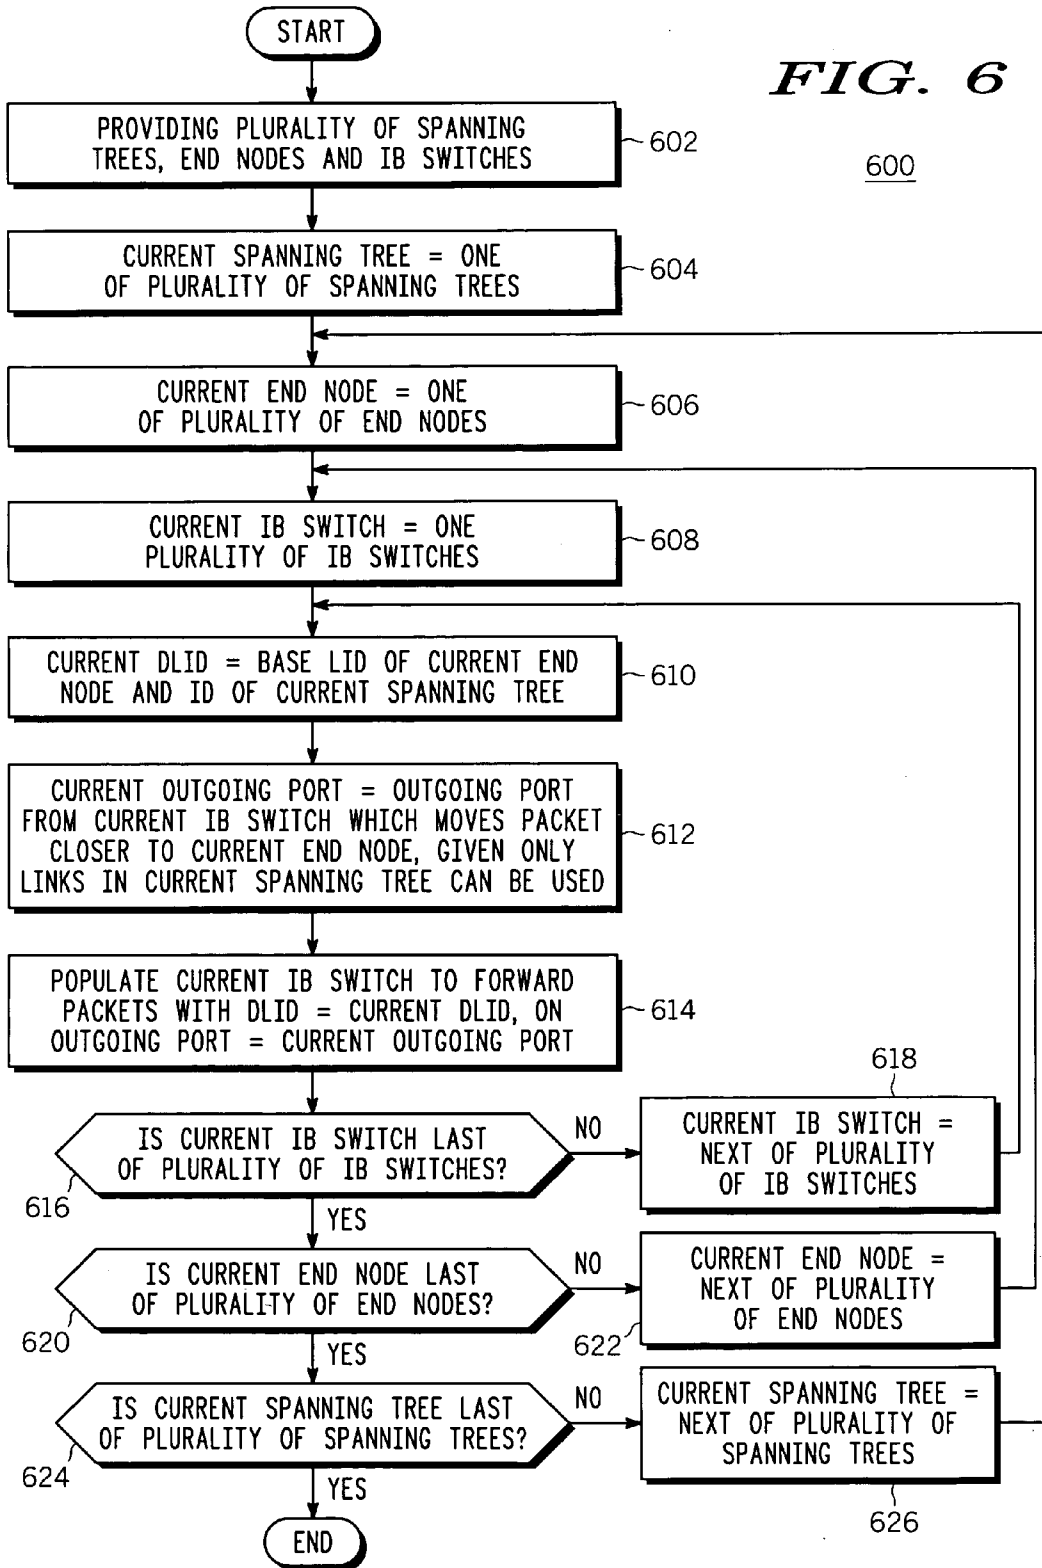 START
FIG. 6
600
PROVIDING PLURALITY OF SPANNING
TREES, END NODES AND IB SWITCHES
602
CURRENT SPANNING TREE = ONE
OF PLURALITY OF SPANNING TREES
604
CURRENT END NODE = ONE
OF PLURALITY OF END NODES
606
CURRENT IB SWITCH = ONE
PLURALITY OF IB SWITCHES
608
CURRENT DLID = BASE LID OF CURRENT END
NODE AND ID OF CURRENT SPANNING TREE
610
CURRENT OUTGOING PORT = OUTGOING PORT
FROM CURRENT IB SWITCH WHICH MOVES PACKET
CLOSER TO CURRENT END NODE, GIVEN ONLY
LINKS IN CURRENT SPANNING TREE CAN BE USED
612
POPULATE CURRENT IB SWITCH TO FORWARD
PACKETS WITH DLID = CURRENT DLID, ON
OUTGOING PORT = CURRENT OUTGOING PORT
614
IS CURRENT IB SWITCH LAST
OF PLURALITY OF IB SWITCHES?
616
NO
YES
618
CURRENT IB SWITCH =
NEXT OF PLURALITY
OF IB SWITCHES
IS CURRENT END NODE LAST
OF PLURALITY OF END NODES?
620
NO
YES
CURRENT END NODE =
NEXT OF PLURALITY
OF END NODES
622
IS CURRENT SPANNING TREE LAST
OF PLURALITY OF SPANNING TREES?
624
NO
YES
CURRENT SPANNING TREE =
NEXT OF PLURALITY OF
SPANNING TREES
626
END